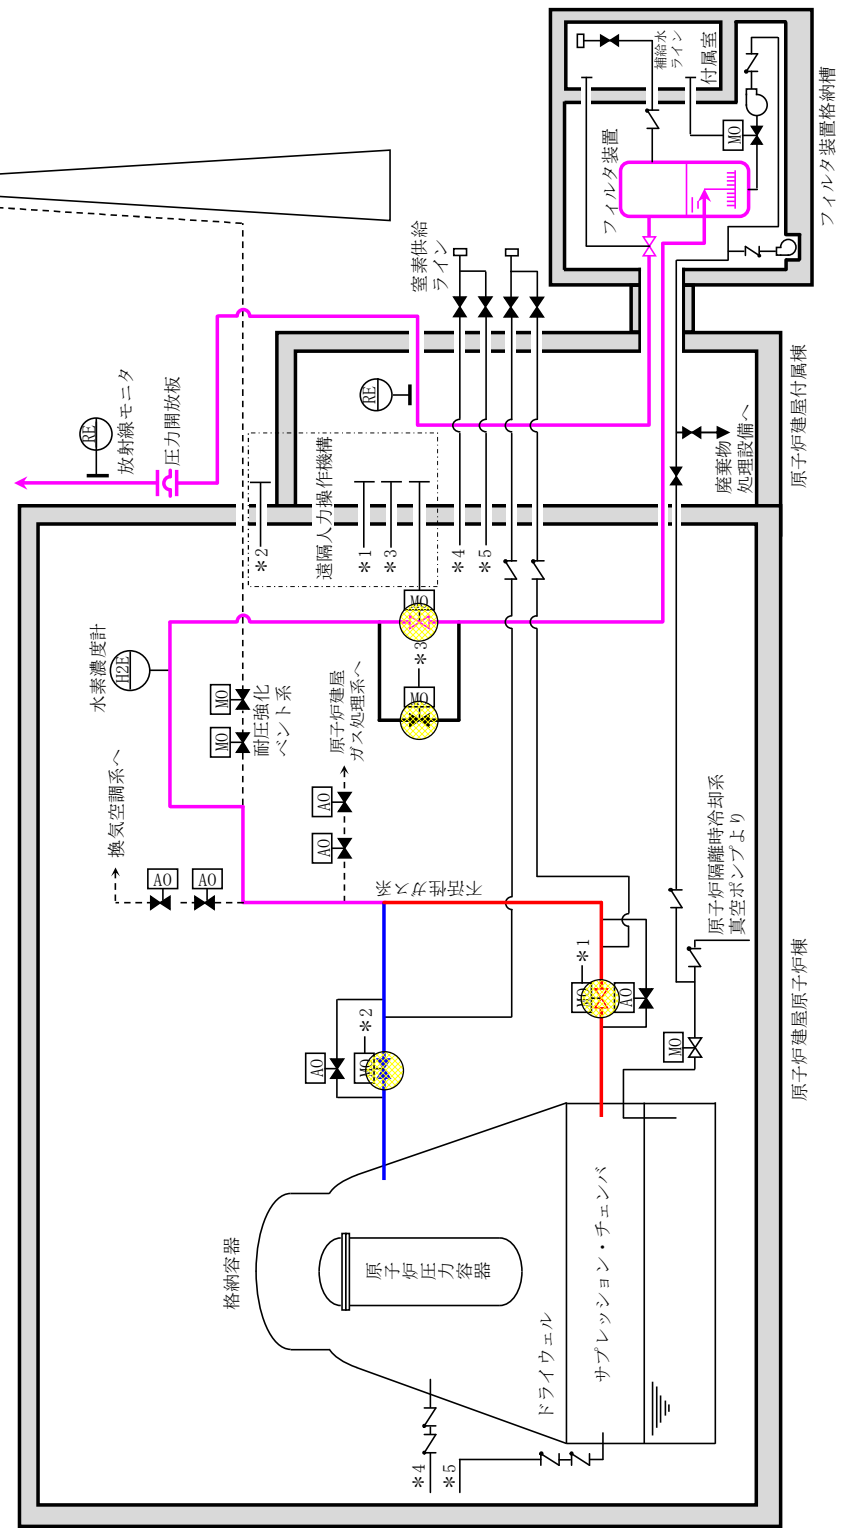 補給水
ライン
付属室
MO
フィルタ装置
フィルタ装置格納槽
窒素供給
ライン
RE
放射線モニタ
圧力開放板
RE
原子炉建屋付属棟
廃棄物
処理設備へ
遠隔人力操作機構
*2
*1
*3
*4
*5
MO
*3
MO
水素濃度計
H2E
MO
MO
耐圧強化
ベント系
原子炉建屋
ガス処理系へ
換気空調系へ
AO
AO
AO
AO
不活性ガス系
原子炉隔離時冷却系
真空ポンプより
*1
MO
AO
*2
AO
MO
MO
原子炉建屋原子炉棟
格納容器
原子炉圧力容器
ドライウェル
サプレッション・チェンバ
*4
*5